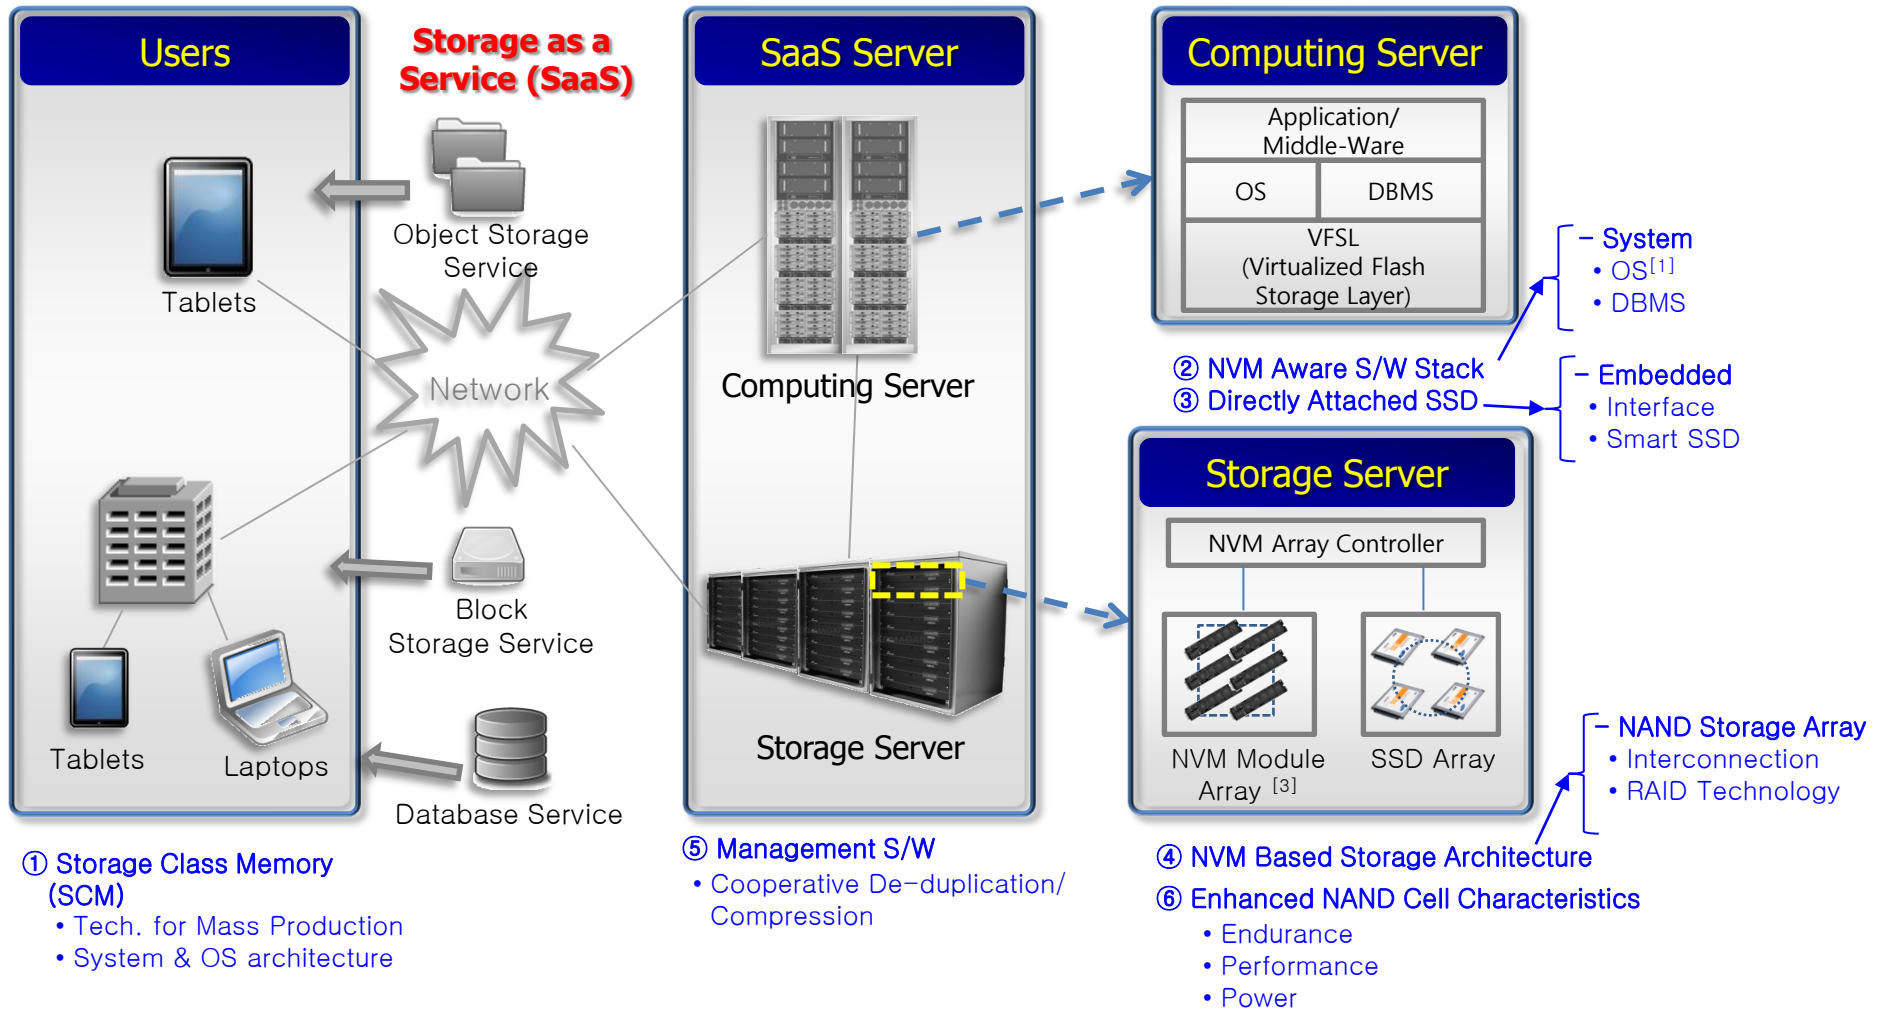 Users
Storage as a
Service (SaaS)
Object Storage
Service
Tablets
Network
Block
Storage Service
Tablets
Laptops
Database Service
① Storage Class Memory
(SCM)
• Tech. for Mass Production
• System & OS architecture
SaaS Server
Computing Server
Storage Server
⑤ Management S/W
• Cooperative De-duplication/
Compression
Computing Server
Application/
Middle-Ware
OS
DBMS
VFSL
(Virtualized Flash
Storage Layer)
② NVM Aware S/W Stack
③ Directly Attached SSD
- System
• OS[1]
• DBMS
- Embedded
• Interface
• Smart SSD
Storage Server
NVM Array Controller
NVM Module
Array [3]
SSD Array
- NAND Storage Array
• Interconnection
• RAID Technology
④ NVM Based Storage Architecture
⑥ Enhanced NAND Cell Characteristics
• Endurance
• Performance
• Power